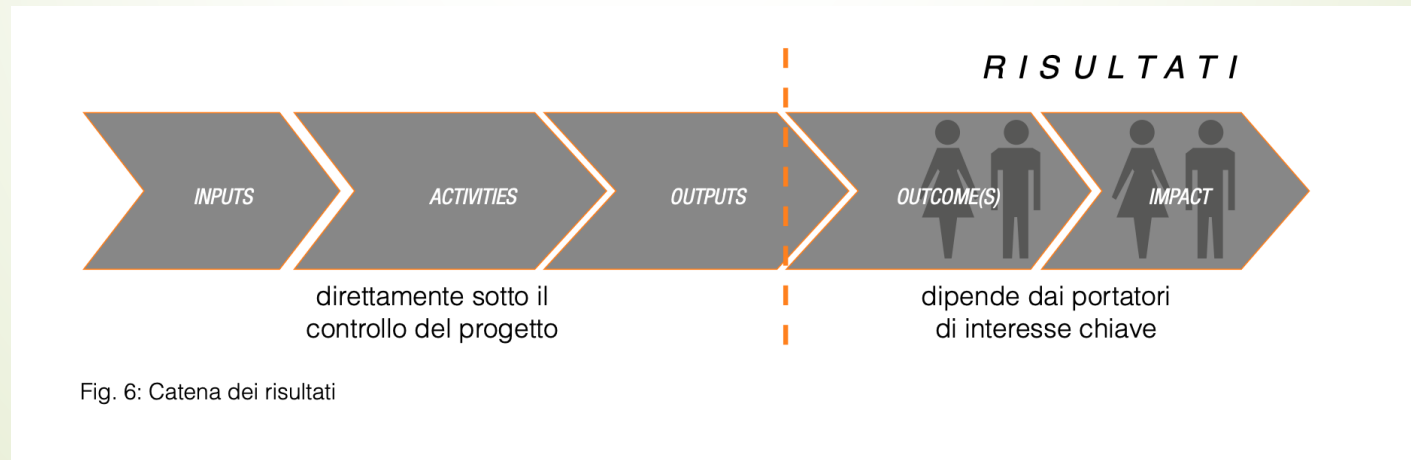 RISULTATI
INPUTS
ACTIVITIES
OUTPUTS
OUTCOME(S)
IMPACT
direttamente sotto il
controllo del progetto
dipende dai portatori
di interesse chiave
Fig. 6: Catena dei risultati